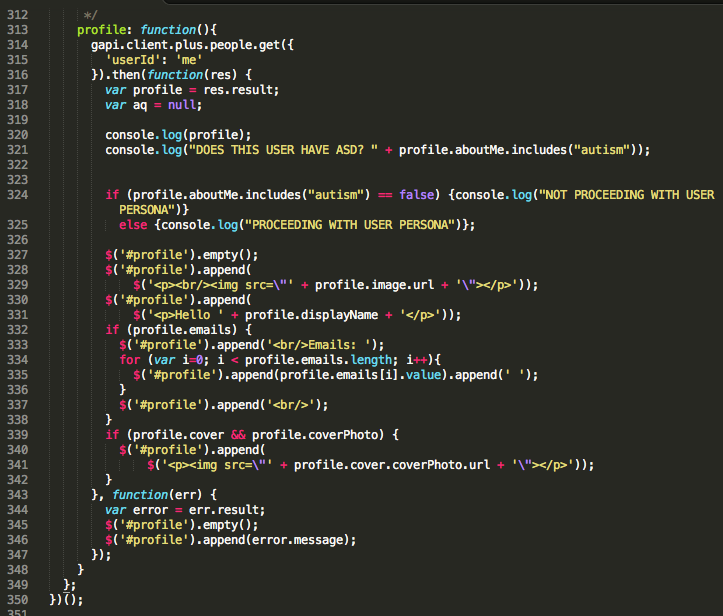 312 */
313 profile: function(){
314 gapi.client.plus.people.get({
315 'userId': 'me'
316 }).then(function(res) {
317 var profile = res.result;
318 var aq = null;
319
320 console.log(profile);
321 console.log("DOES THIS USER HAVE ASD? " + profile.aboutMe.includes("autism"));
322
323
324 if (profile.aboutMe.includes("autism") == false) {console.log("NOT PROCEEDING WITH USER
PERSONA")}
325 else {console.log("PROCEEDING WITH USER PERSONA")};
326
327 $('#profile').empty();
328 $('#profile').append(
329 $('<p><br/><img src=\"' + profile.image.url + '\"></p>'));
330 $('#profile').append(
331 $('<p>Hello ' + profile.displayName + '</p>'));
332 if (profile.emails) {
333 $('#profile').append('<br/>Emails: ');
334 for (var i=0; i < profile.emails.length; i++){
335 $('#profile').append(profile.emails[i].value).append(' ');
336 }
337 $('#profile').append('<br/>');
338 }
339 if (profile.cover && profile.coverPhoto) {
340 $('#profile').append(
341 $('<p><img src=\"' + profile.cover.coverPhoto.url + '\"></p>'));
342 }
343 }, function(err) {
344 var error = err.result;
345 $('#profile').empty();
346 $('#profile').append(error.message);
347 });
348 }
349 };
350 })();
351